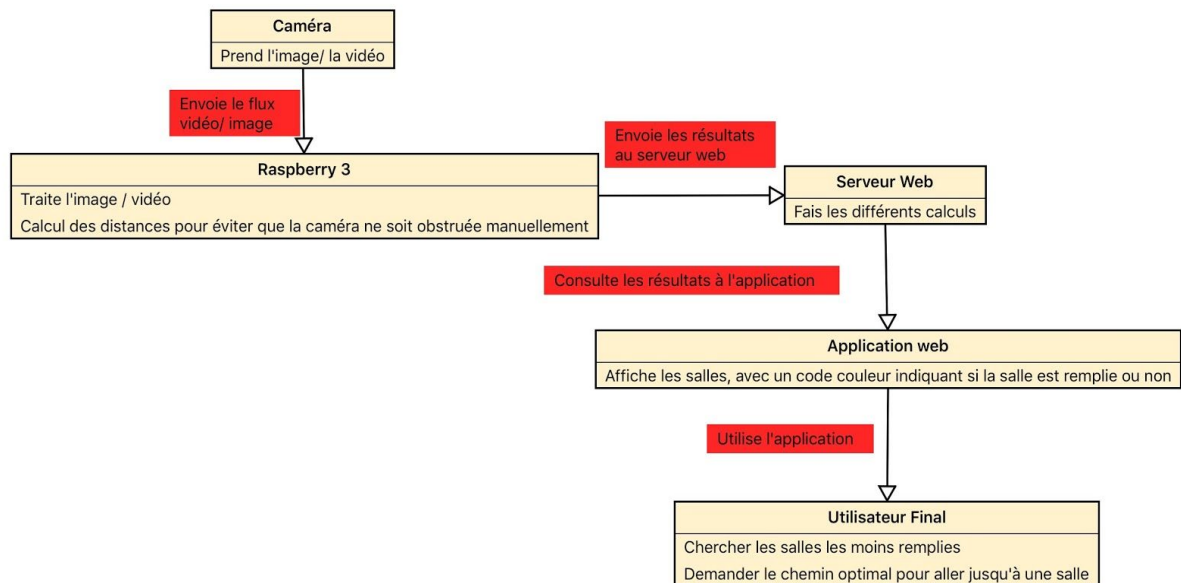 Caméra
Prend l'image/ la vidéo
Envoie le flux
vidéo/ image
Raspberry 3
Traite l'image / vidéo
Calcul des distances pour éviter que la caméra ne soit obstruée manuellement
Envoie les résultats
au serveur web
Serveur Web
Fais les différents calculs
Consulte les résultats à l'application
Application web
Affiche les salles, avec un code couleur indiquant si la salle est remplie ou non
Utilise l'application
Utilisateur Final
Chercher les salles les moins remplies
Demander le chemin optimal pour aller jusqu'à une salle